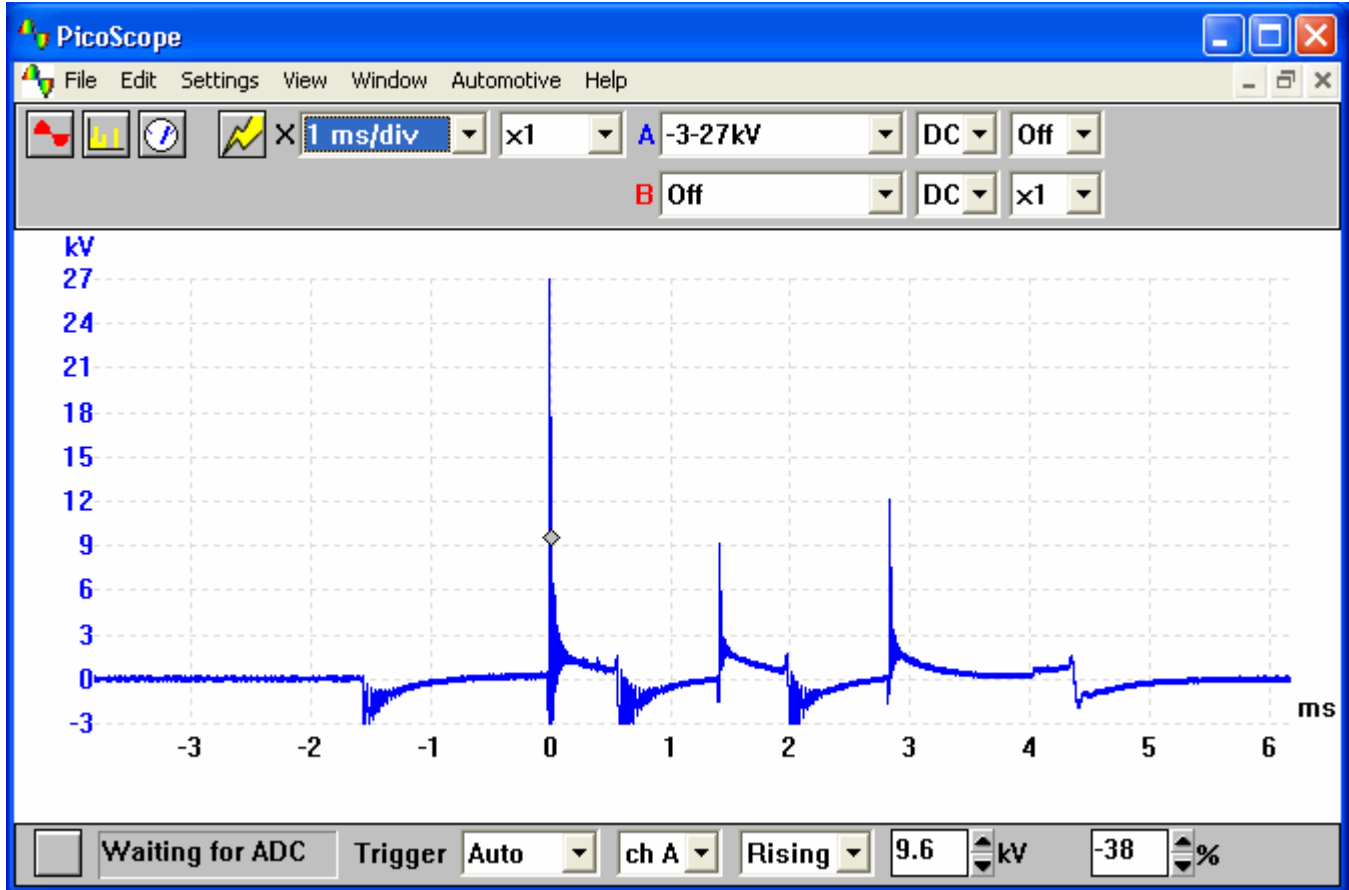 PicoScope
File Edit Settings View Window Automotive Help
X 1 ms/div x1 A -3-27kV DC Off
B Off DC x1
kV
27
24
21
18
15
12
9
6
3
0
-3
ms
-3 -2 -1 0 1 2 3 4 5 6
Waiting for ADC Trigger Auto ch A Rising 9.6 kV -38 %